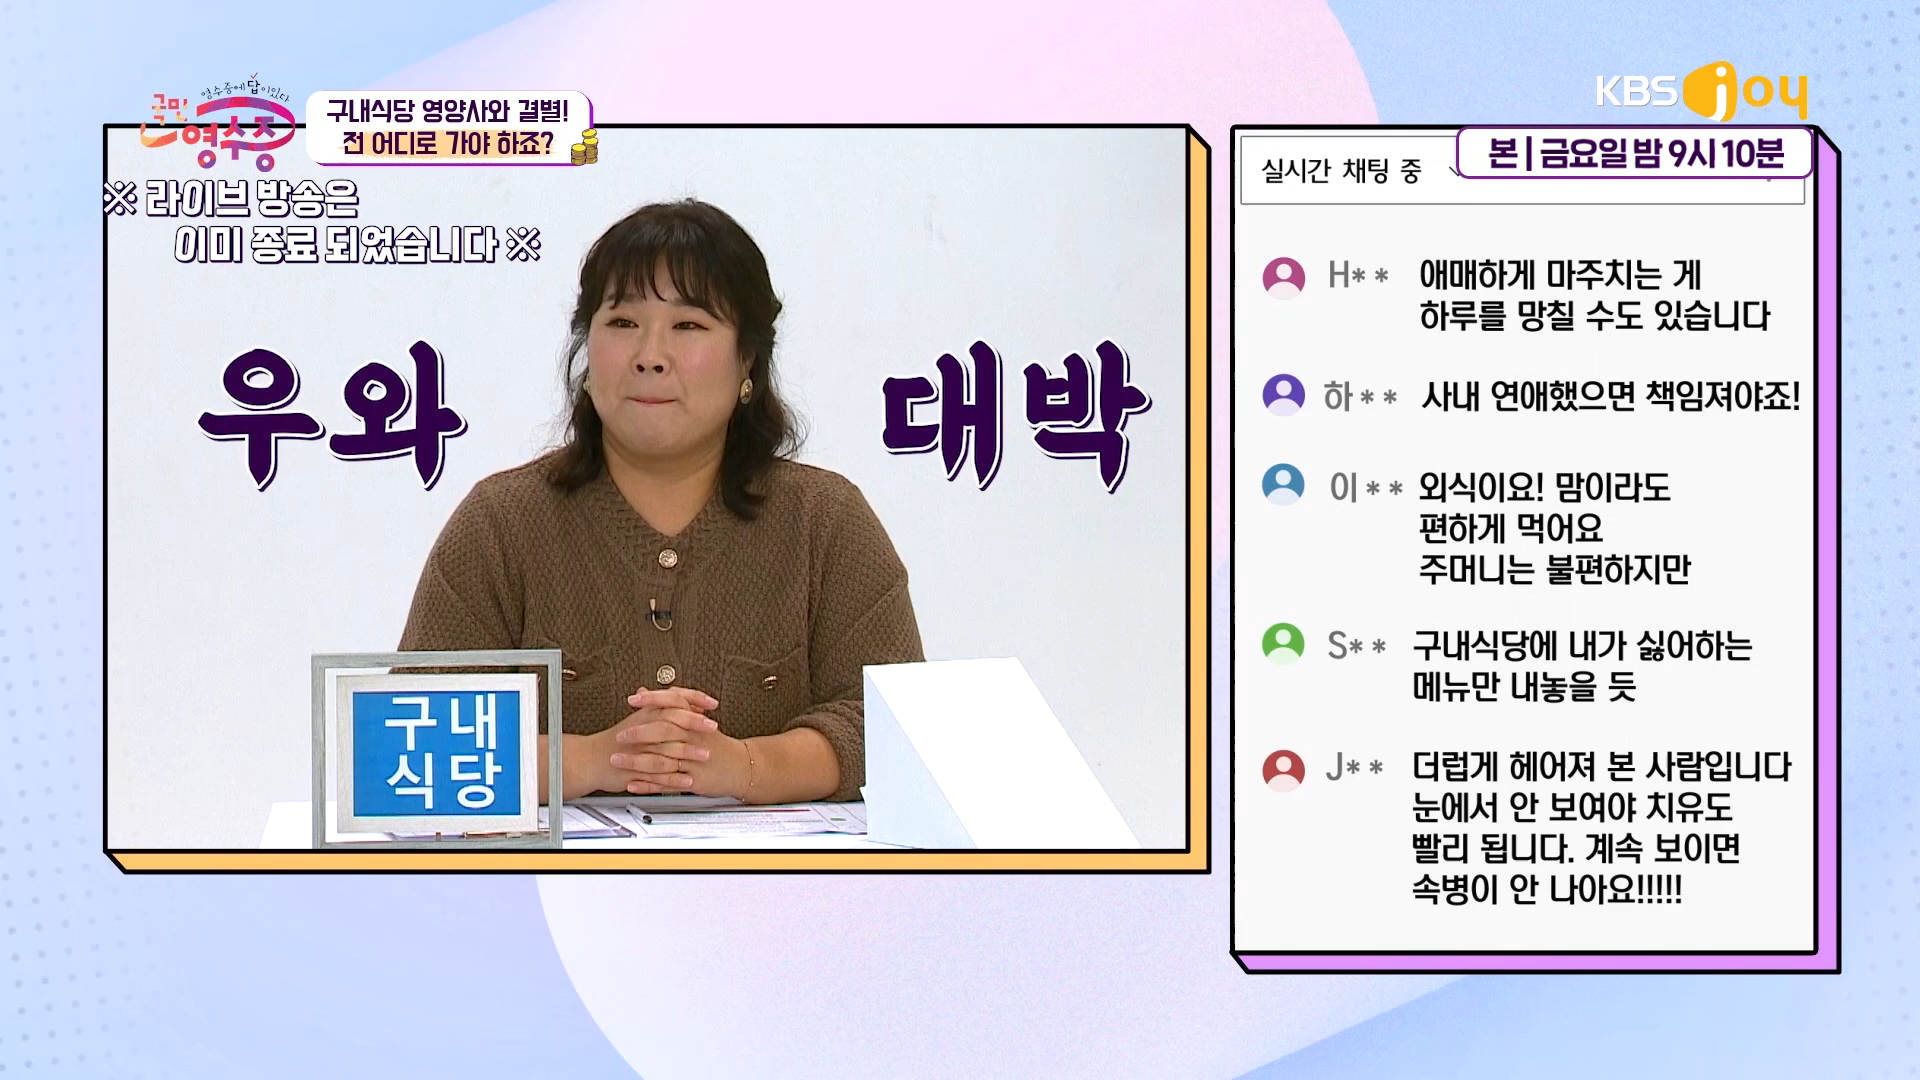 영수증에 답이있다
국민
영수증
구내식당 영양사와 결별!
전 어디로 가야 하죠?
※ 라이브 방송은
이미 종료 되었습니다 ※
우와
대박
구내
식당
KBS joy
본 | 금요일 밤 9시 10분
실시간 채팅 중
H** 애매하게 마주치는 게
하루를 망칠 수도 있습니다
하** 사내 연애했으면 책임져야죠!
이** 외식이요! 맘이라도
편하게 먹어요
주머니는 불편하지만
S** 구내식당에 내가 싫어하는
메뉴만 내놓을 듯
J** 더럽게 헤어져 본 사람입니다
눈에서 안 보여야 치유도
빨리 됩니다. 계속 보이면
속병이 안 나아요!!!!!